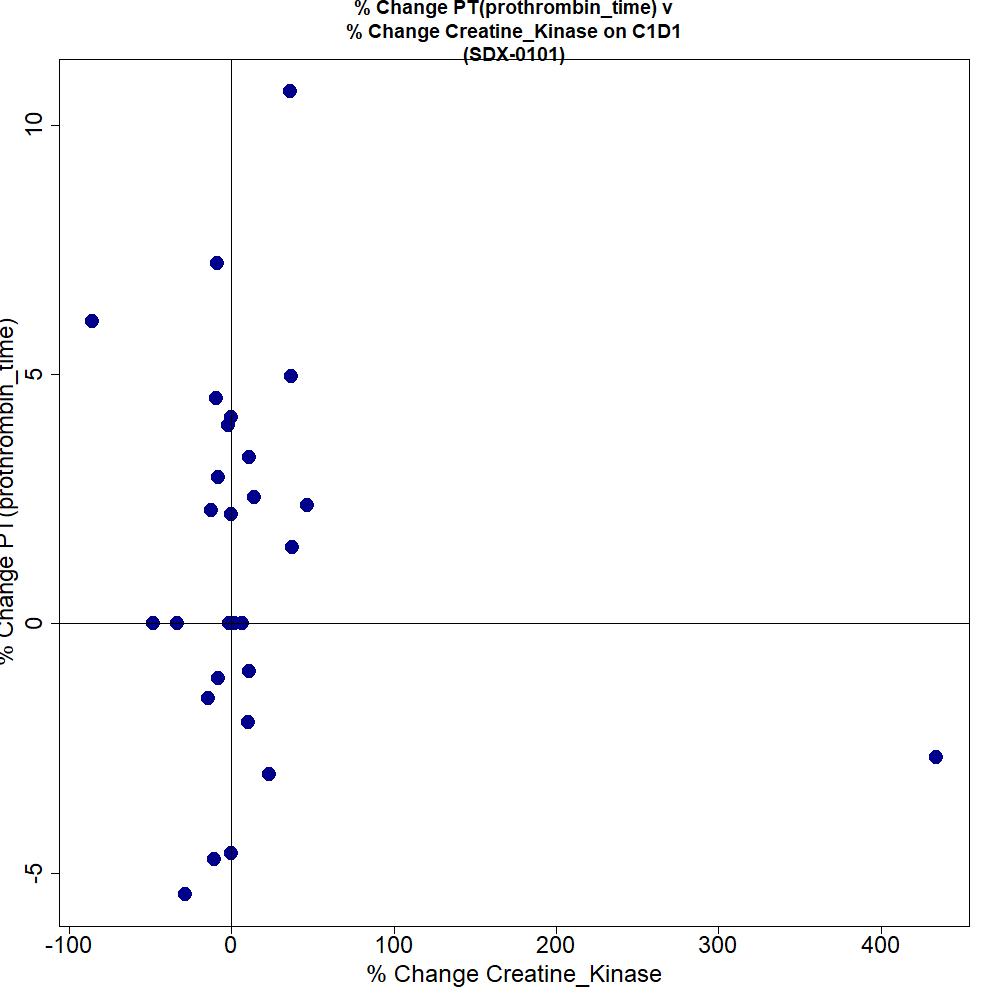 % Change PT(prothrombin_time) v
% Change Creatine_Kinase on C1D1
(SDX-0101)
% Change PT(prothrombin_time)
10
5
0
-5
-100 0 100 200 300 400
% Change Creatine_Kinase